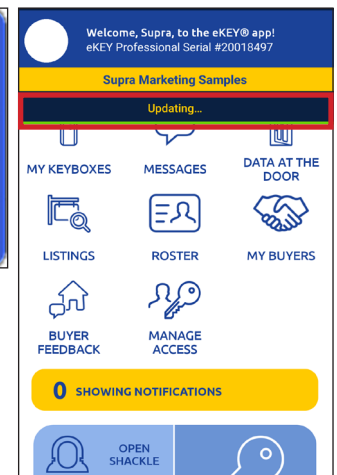 Welcome, Supra, to the eKEY® app!
eKEY Professional Serial #20018497
Supra Marketing Samples
Updating...
MY KEYBOXES
MESSAGES
DATA AT THE
DOOR
LISTINGS
ROSTER
MY BUYERS
BUYER
FEEDBACK
MANAGE
ACCESS
0 SHOWING NOTIFICATIONS
OPEN
SHACKLE